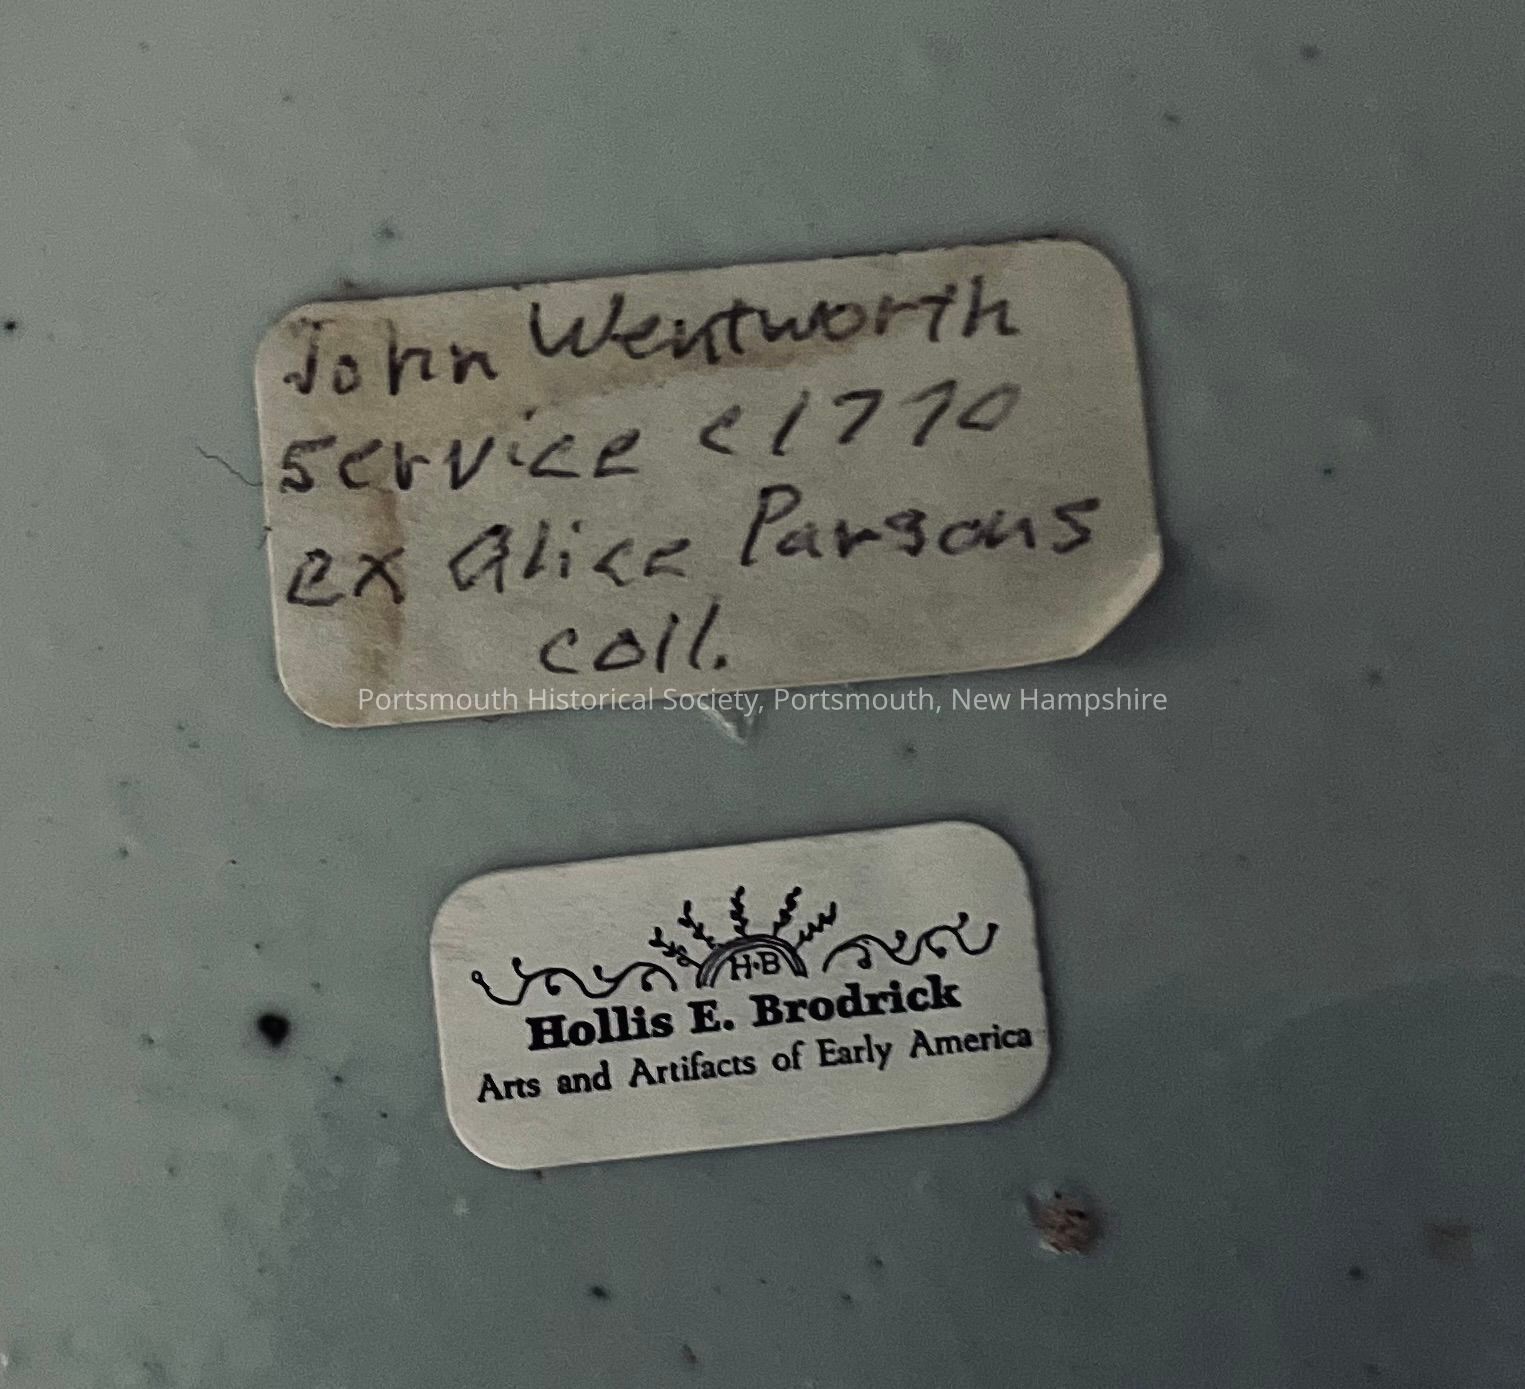 John Wentworth
service c1770
ex Alice Parsons
coll.
Portsmouth Historical Society, Portsmouth, New Hampshire
H·B
Hollis E. Brodrick
Arts and Artifacts of Early America